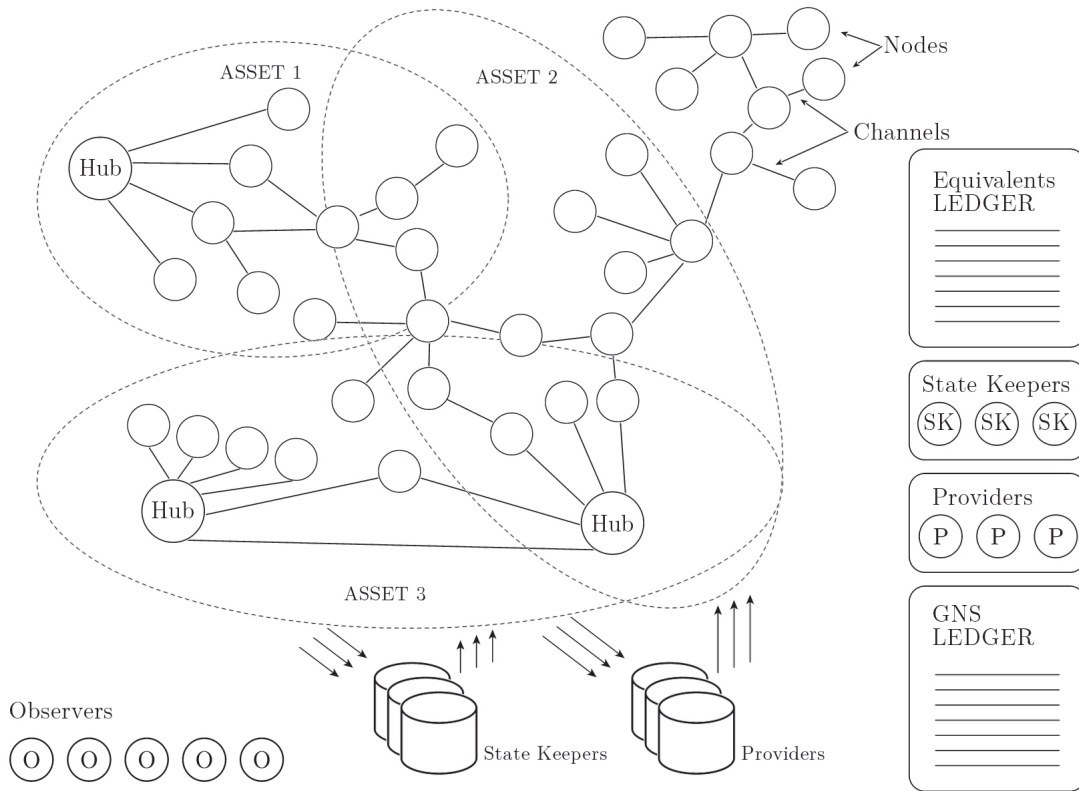 ASSET 1
ASSET 2
Nodes
Channels
Hub
Equivalents
LEDGER
State Keepers
SK SK SK
Hub
Hub
Providers
P P P
ASSET 3
GNS
LEDGER
Observers
O O O O O
State Keepers
Providers